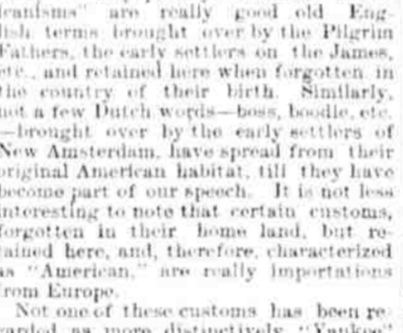 icanisms" are really good old Eng-
lish terms brought over by the Pilgrim
Fathers, the early settlers on the James,
etc., and retained here when forgotten in
the country of their birth. Similarly,
not a few Dutch words—boss, boodle, etc.
—brought over by the early settlers of
New Amsterdam, have spread from their
original American habitat, till they have
become part of our speech. It is not less
interesting to note that certain customs,
forgotten in their home land, but re-
tained here, and, therefore, characterized
as "American," are really importations
from Europe.
Not one of these customs has been re-
garded as more distinctively "Yankee"